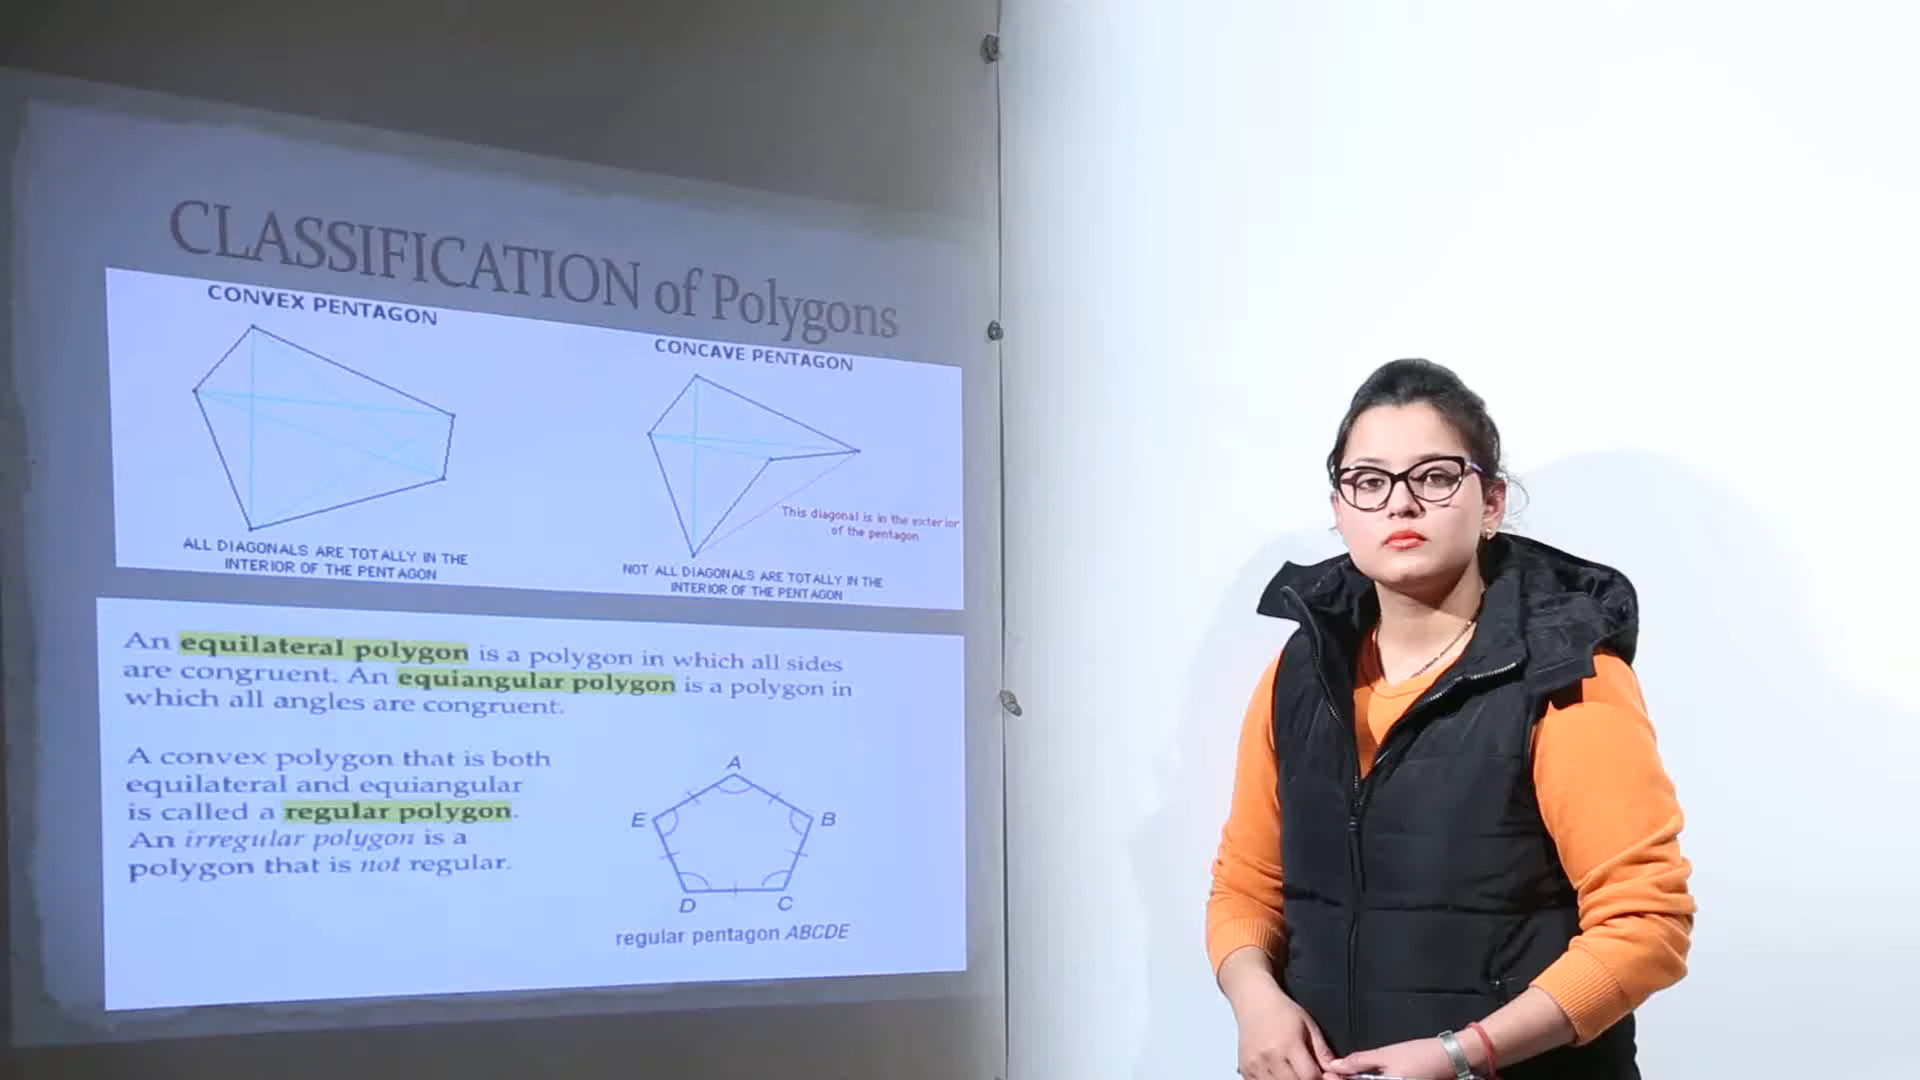 CLASSIFICATION of Polygons
CONVEX PENTAGON
ALL DIAGONALS ARE TOTALLY IN THE
INTERIOR OF THE PENTAGON
CONCAVE PENTAGON
This diagonal is in the exterior
of the pentagon
NOT ALL DIAGONALS ARE TOTALLY IN THE
INTERIOR OF THE PENTAGON
An equilateral polygon is a polygon in which all sides
are congruent. An equiangular polygon is a polygon in
which all angles are congruent.
A convex polygon that is both
equilateral and equiangular
is called a regular polygon.
An irregular polygon is a
polygon that is not regular.
A
E
B
D
C
regular pentagon ABCDE